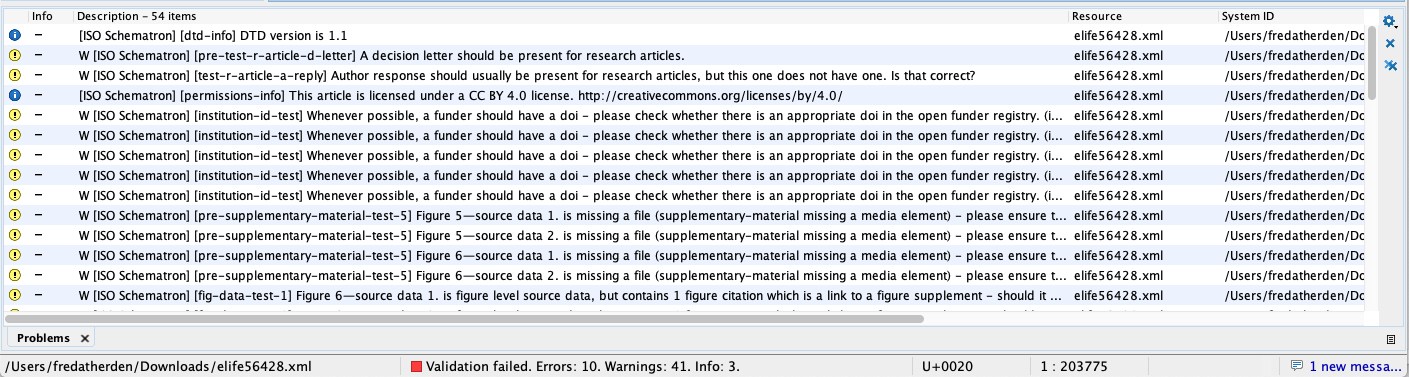 Info Description – 54 items Resource System ID
– [ISO Schematron] [dtd-info] DTD version is 1.1 elife56428.xml /Users/fredatherden/Do
– W [ISO Schematron] [pre-test-r-article-d-letter] A decision letter should be present for research articles. elife56428.xml /Users/fredatherden/Do
– W [ISO Schematron] [test-r-article-a-reply] Author response should usually be present for research articles, but this one does not have one. Is that correct? elife56428.xml /Users/fredatherden/Do
– [ISO Schematron] [permissions-info] This article is licensed under a CC BY 4.0 license. http://creativecommons.org/licenses/by/4.0/ elife56428.xml /Users/fredatherden/Do
– W [ISO Schematron] [institution-id-test] Whenever possible, a funder should have a doi – please check whether there is an appropriate doi in the open funder registry. (i... elife56428.xml /Users/fredatherden/Do
– W [ISO Schematron] [institution-id-test] Whenever possible, a funder should have a doi – please check whether there is an appropriate doi in the open funder registry. (i... elife56428.xml /Users/fredatherden/Do
– W [ISO Schematron] [institution-id-test] Whenever possible, a funder should have a doi – please check whether there is an appropriate doi in the open funder registry. (i... elife56428.xml /Users/fredatherden/Do
– W [ISO Schematron] [institution-id-test] Whenever possible, a funder should have a doi – please check whether there is an appropriate doi in the open funder registry. (i... elife56428.xml /Users/fredatherden/Do
– W [ISO Schematron] [institution-id-test] Whenever possible, a funder should have a doi – please check whether there is an appropriate doi in the open funder registry. (i... elife56428.xml /Users/fredatherden/Do
– W [ISO Schematron] [pre-supplementary-material-test-5] Figure 5—source data 1. is missing a file (supplementary-material missing a media element) – please ensure t... elife56428.xml /Users/fredatherden/Do
– W [ISO Schematron] [pre-supplementary-material-test-5] Figure 5—source data 2. is missing a file (supplementary-material missing a media element) – please ensure t... elife56428.xml /Users/fredatherden/Do
– W [ISO Schematron] [pre-supplementary-material-test-5] Figure 6—source data 1. is missing a file (supplementary-material missing a media element) – please ensure t... elife56428.xml /Users/fredatherden/Do
– W [ISO Schematron] [pre-supplementary-material-test-5] Figure 6—source data 2. is missing a file (supplementary-material missing a media element) – please ensure t... elife56428.xml /Users/fredatherden/Do
– W [ISO Schematron] [fig-data-test-1] Figure 6—source data 1. is figure level source data, but contains 1 figure citation which is a link to a figure supplement – should it ... elife56428.xml /Users/fredatherden/Do
Problems ×
/Users/fredatherden/Downloads/elife56428.xml Validation failed. Errors: 10. Warnings: 41. Info: 3. U+0020 1 : 203775 1 new messa...